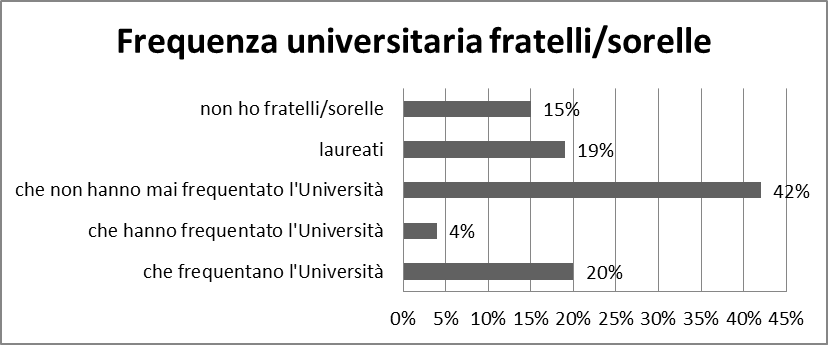 Frequenza universitaria fratelli/sorelle
non ho fratelli/sorelle 15%
laureati 19%
che non hanno mai frequentato l'Università 42%
che hanno frequentato l'Università 4%
che frequentano l'Università 20%
0% 5% 10% 15% 20% 25% 30% 35% 40% 45%